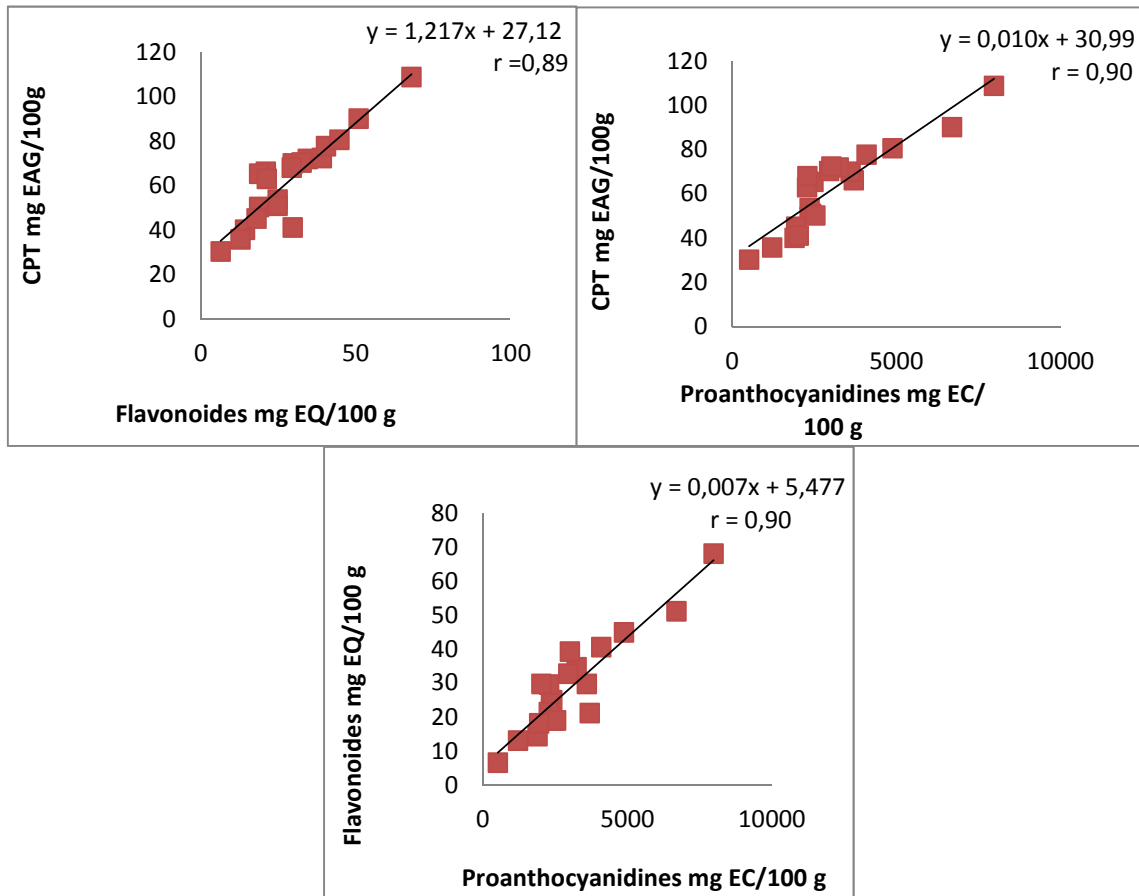 y = 1,217x + 27,12
r =0,89
120
100
80
60
40
20
0
0
50
100
CPT mg EAG/100g
Flavonoides mg EQ/100 g
y = 0,010x + 30,99
r = 0,90
120
100
80
60
40
20
0
0
5000
10000
CPT mg EAG/100g
Proanthocyanidines mg EC/
100 g
y = 0,007x + 5,477
r = 0,90
80
70
60
50
40
30
20
10
0
0
5000
10000
Flavonoides mg EQ/100 g
Proanthocyanidines mg EC/100 g